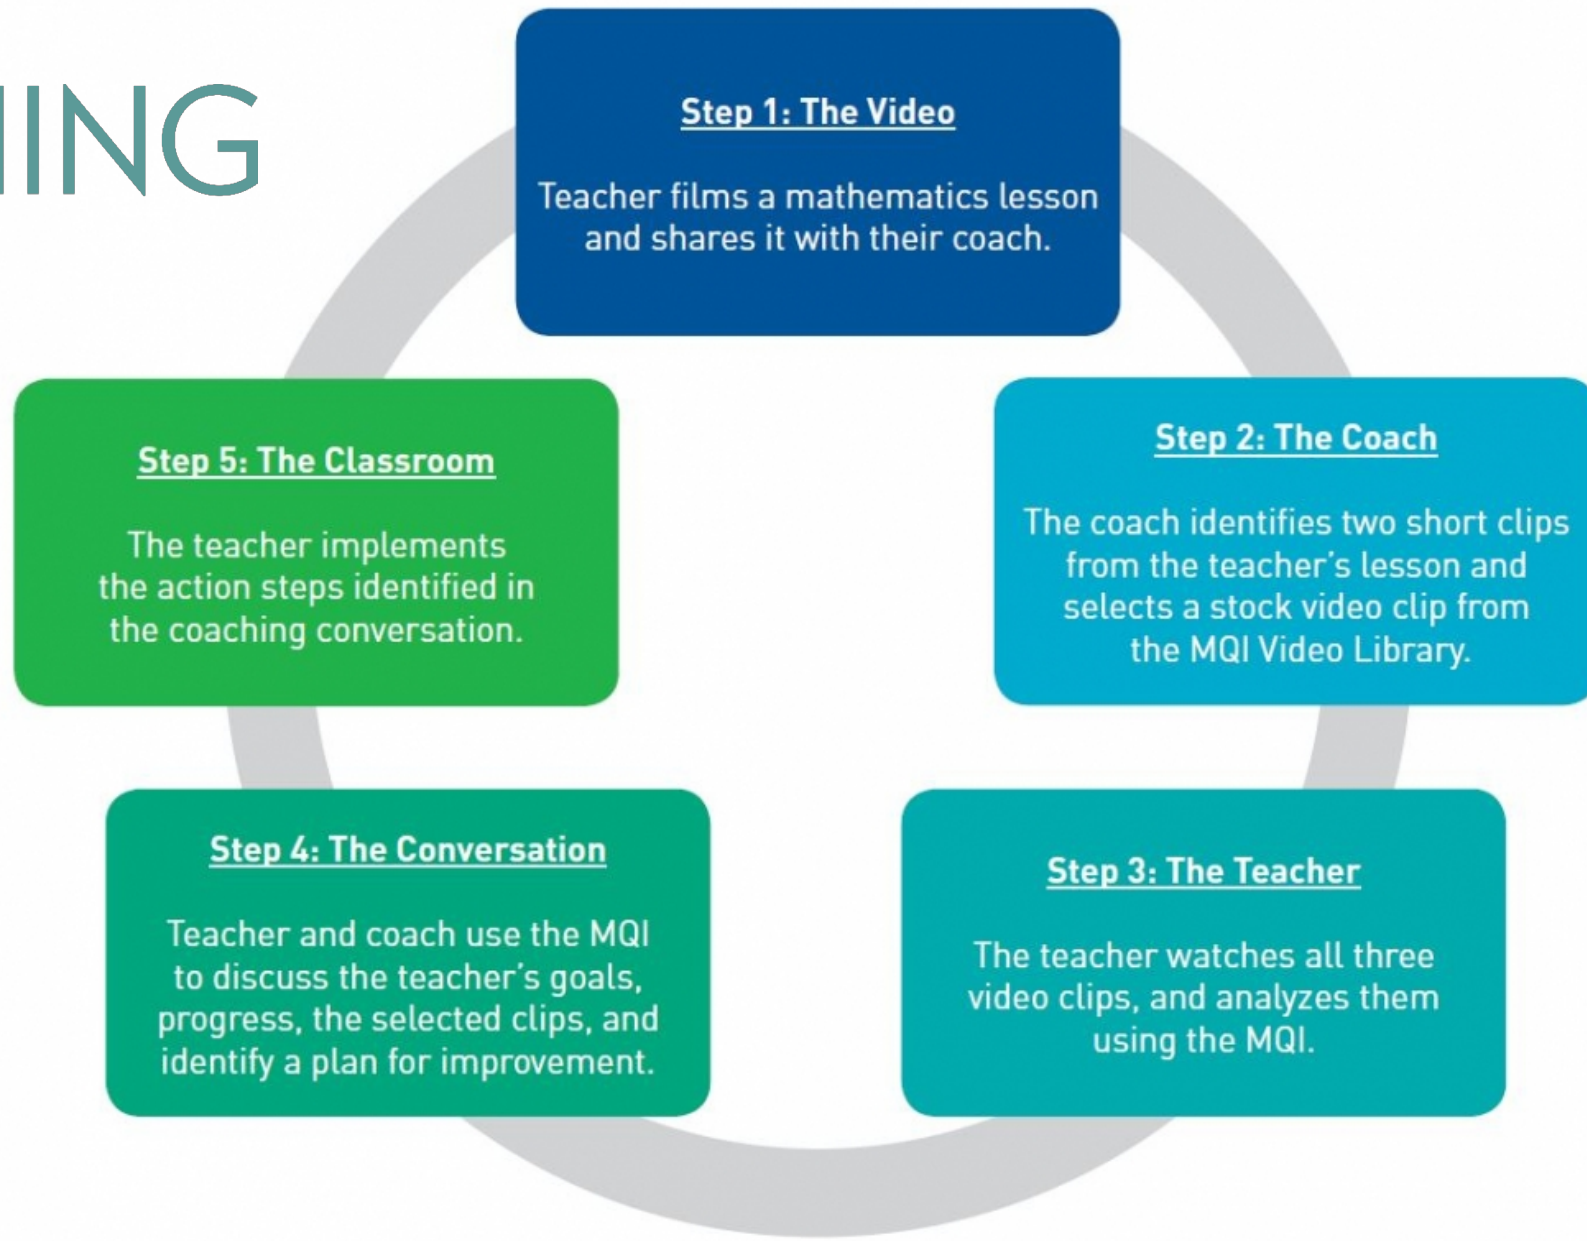 Step 1: The Video
Teacher films a mathematics lesson
and shares it with their coach.
Step 2: The Coach
The coach identifies two short clips
from the teacher’s lesson and
selects a stock video clip from
the MQI Video Library.
Step 3: The Teacher
The teacher watches all three
video clips, and analyzes them
using the MQI.
Step 4: The Conversation
Teacher and coach use the MQI
to discuss the teacher’s goals,
progress, the selected clips, and
identify a plan for improvement.
Step 5: The Classroom
The teacher implements
the action steps identified in
the coaching conversation.